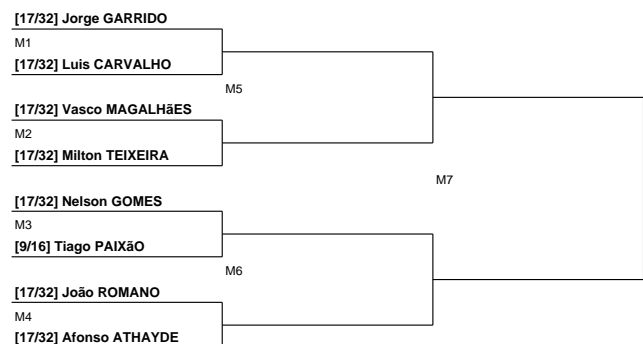 [17/32] Jorge GARRIDO
M1
[17/32] Luis CARVALHO
M5
[17/32] Vasco MAGALHãES
M2
[17/32] Milton TEIXEIRA
M7
[17/32] Nelson GOMES
M3
[9/16] Tiago PAIXãO
M6
[17/32] João ROMANO
M4
[17/32] Afonso ATHAYDE